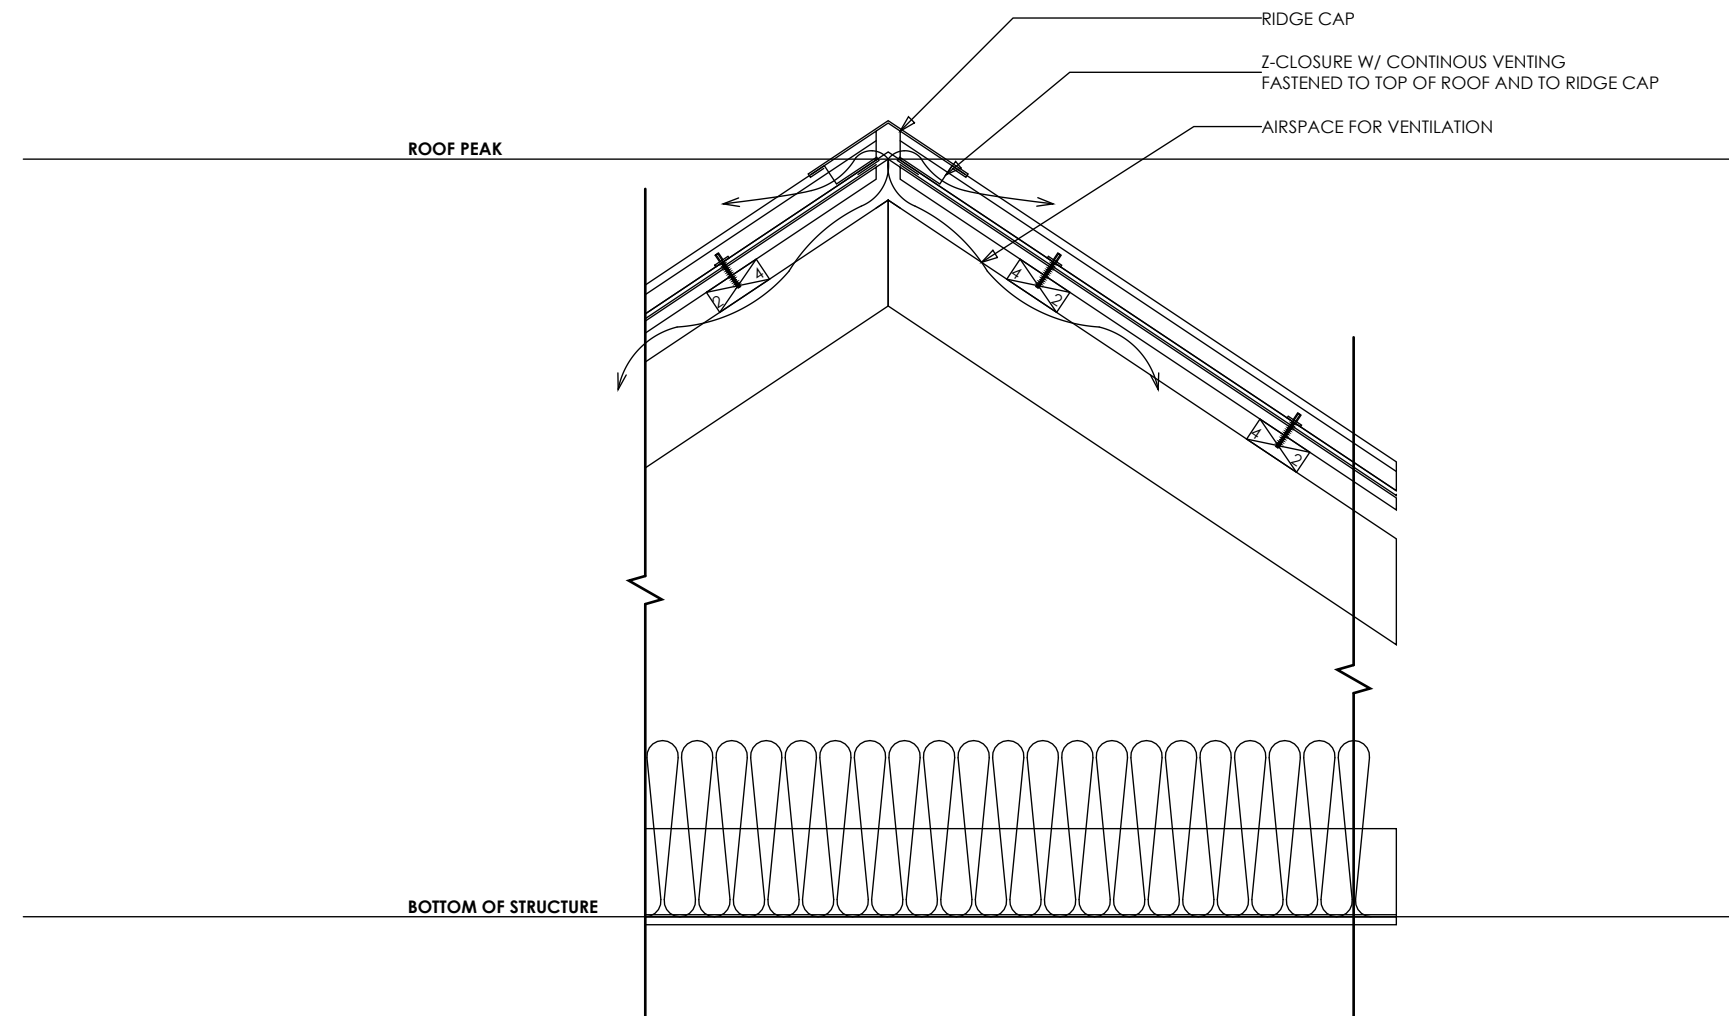 RIDGE CAP
Z-CLOSURE W/ CONTINOUS VENTING
FASTENED TO TOP OF ROOF AND TO RIDGE CAP
AIRSPACE FOR VENTILATION
ROOF PEAK
2 4
4 2
4 2
BOTTOM OF STRUCTURE